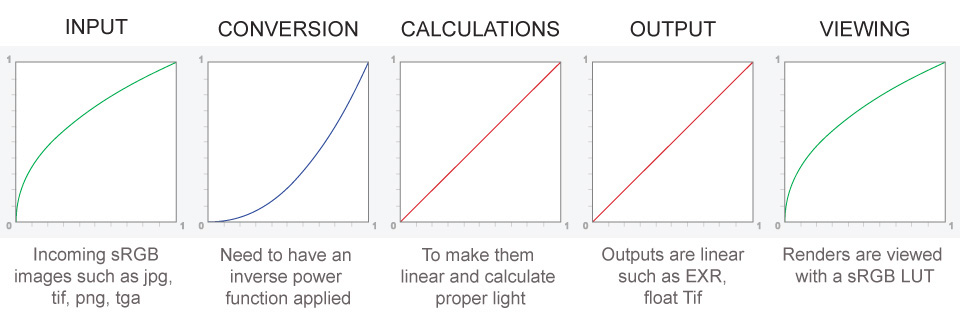 INPUT
CONVERSION
CALCULATIONS
OUTPUT
VIEWING
1
0
1
1
0
1
1
0
1
1
0
1
1
0
1
Incoming sRGB
images such as jpg,
tif, png, tga
Need to have an
inverse power
function applied
To make them
linear and calculate
proper light
Outputs are linear
such as EXR,
float Tif
Renders are viewed
with a sRGB LUT